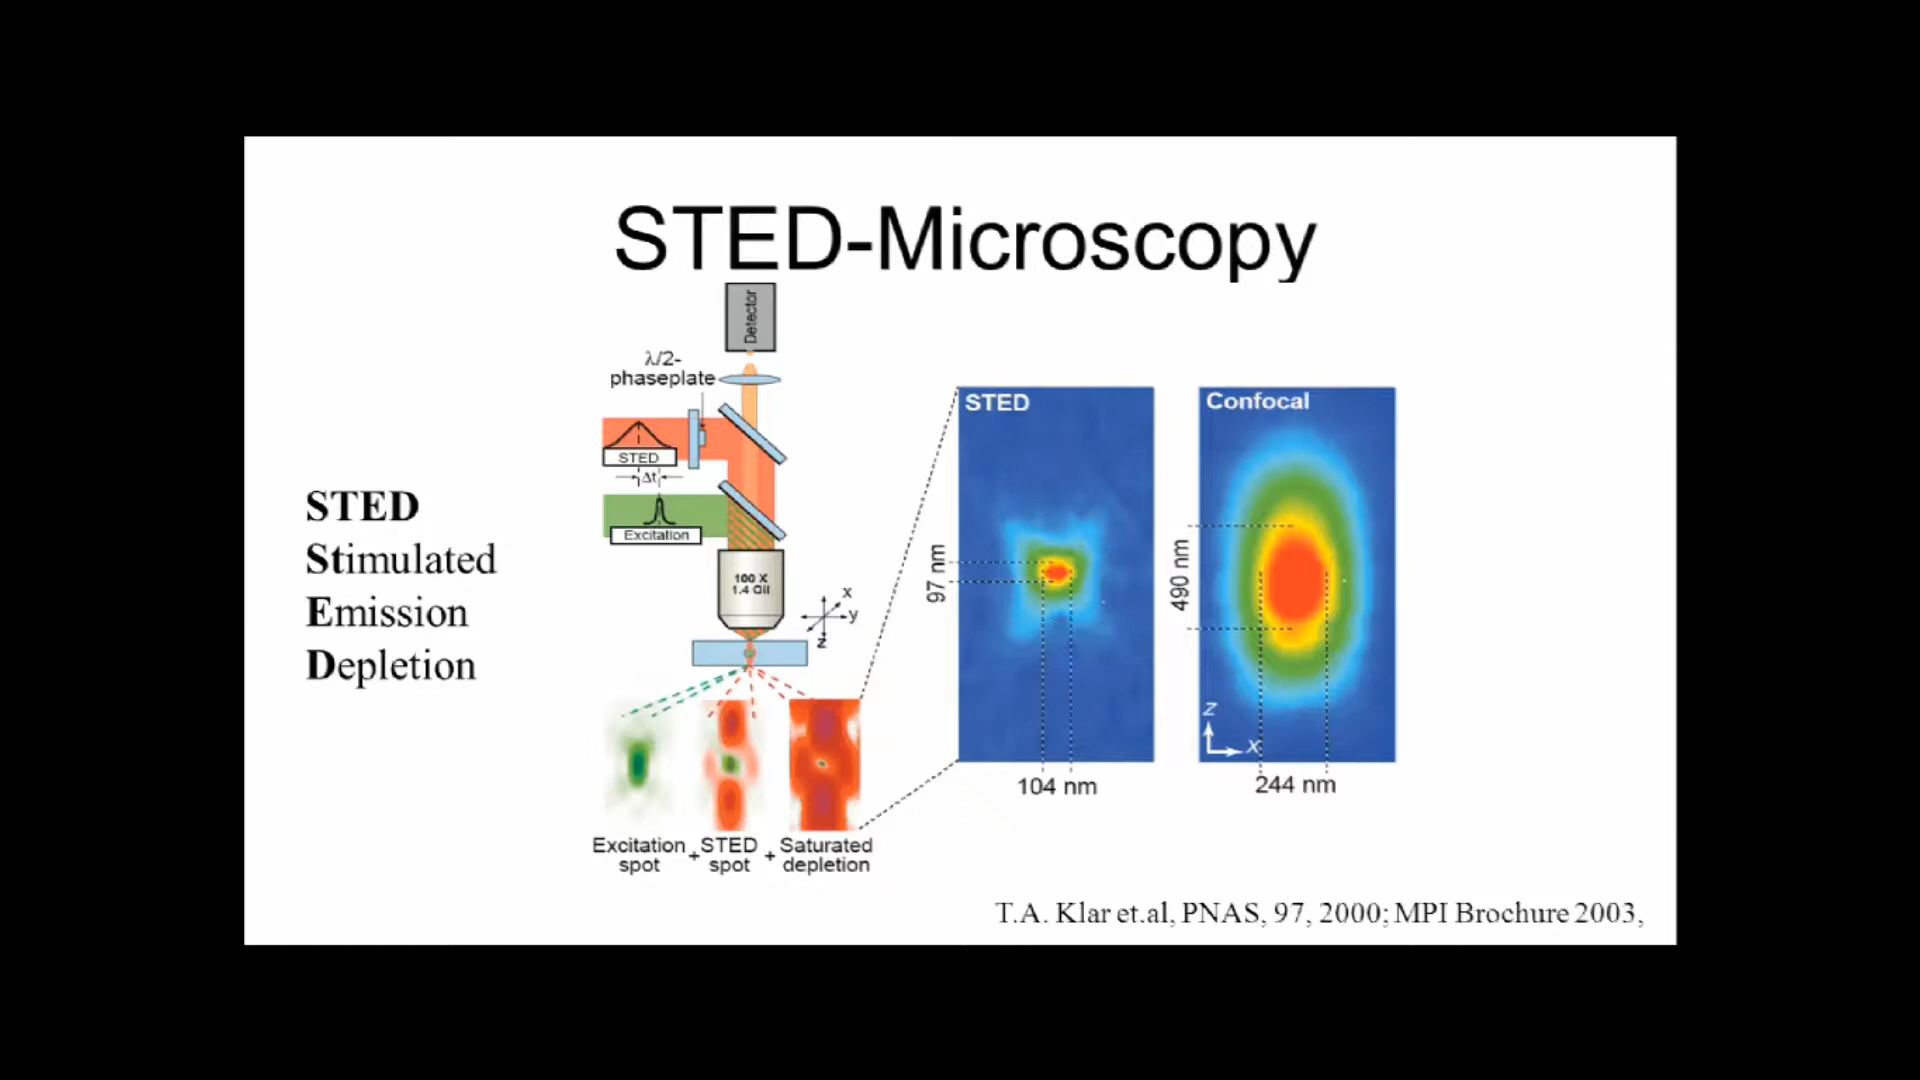 STED-Microscopy
Detector
λ/2-
phaseplate
STED
Δt
Excitation
100 X
1.4 Oil
x
y
z
Excitation
spot
+
STED
spot
+
Saturated
depletion
STED
Stimulated
Emission
Depletion
STED
97 nm
104 nm
Confocal
490 nm
z
x
244 nm
T.A. Klar et.al, PNAS, 97, 2000; MPI Brochure 2003,